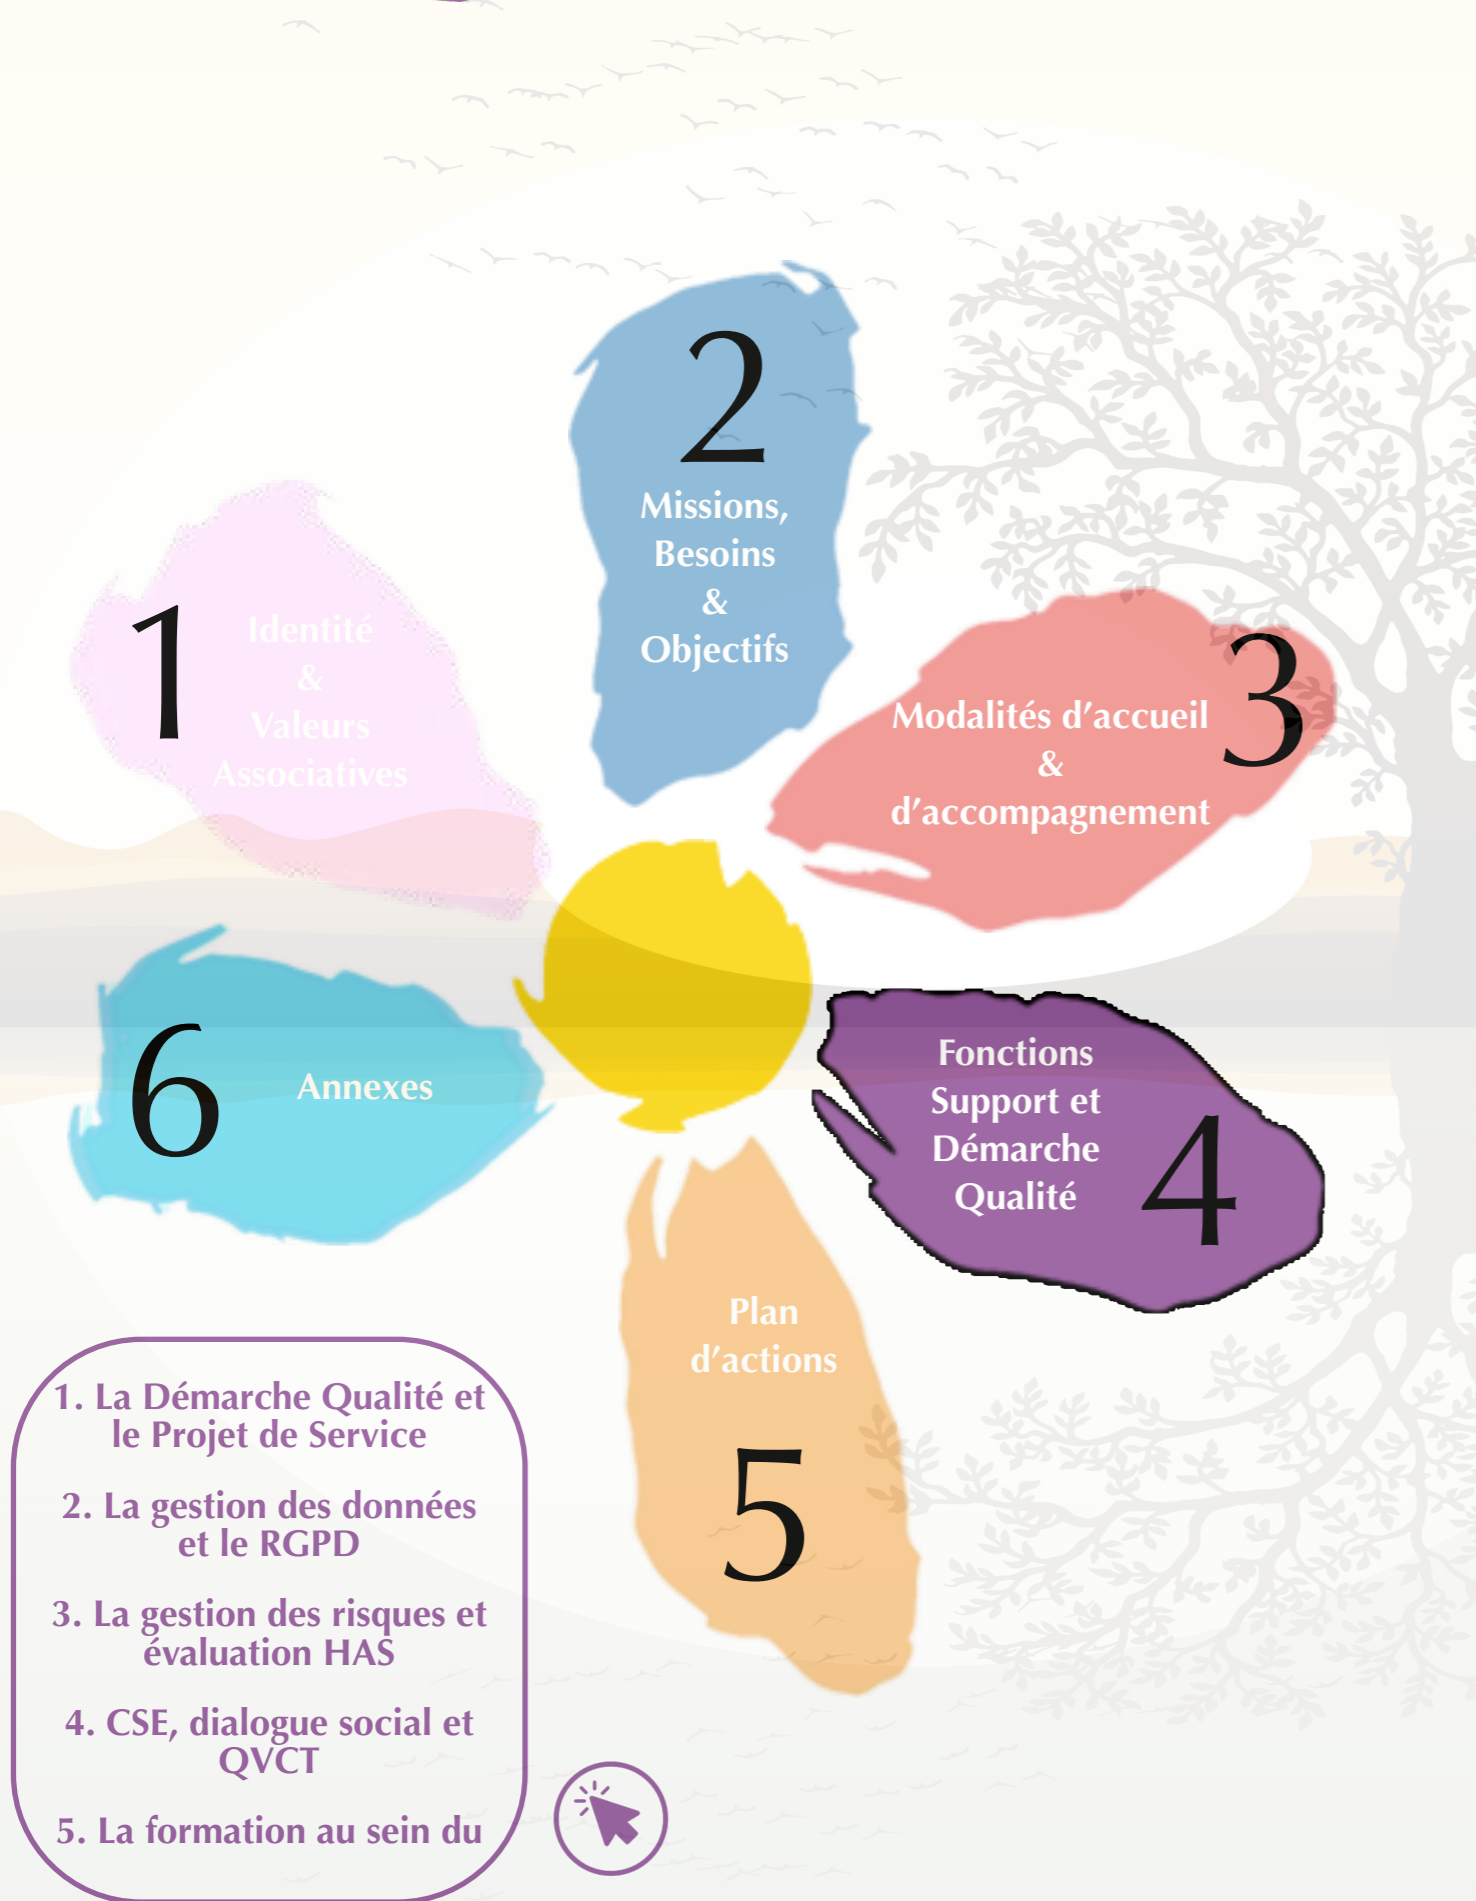 1
Identité
&
Valeurs
Associatives
2
Missions,
Besoins
&
Objectifs
3
Modalités d’accueil
&
d’accompagnement
4
Fonctions
Support et
Démarche
Qualité
5
Plan
d’actions
6
Annexes
1. La Démarche Qualité et
le Projet de Service
2. La gestion des données
et le RGPD
3. La gestion des risques et
évaluation HAS
4. CSE, dialogue social et
QVCT
5. La formation au sein du